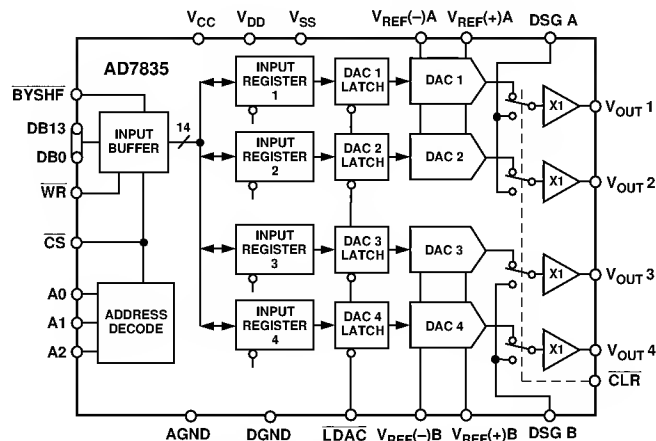 VCC VDD VSS VREF(–)A VREF(+)A DSG A
AD7835
BYSHF
DB13
DB0
WR
CS
A0
A1
A2
INPUT
BUFFER
14
ADDRESS
DECODE
INPUT
REGISTER
1
DAC 1
LATCH
DAC 1
X1
VOUT 1
INPUT
REGISTER
2
DAC 2
LATCH
DAC 2
X1
VOUT 2
INPUT
REGISTER
3
DAC 3
LATCH
DAC 3
X1
VOUT 3
INPUT
REGISTER
4
DAC 4
LATCH
DAC 4
X1
VOUT 4
CLR
AGND DGND LDAC VREF(–)B VREF(+)B DSG B